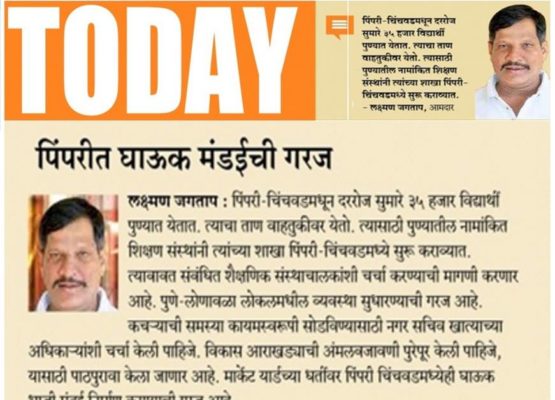 TODAY
पिंपरी-चिंचवडमधून दररोज
सुमारे ३५ हजार विद्यार्थी
पुण्यात येतात. त्याचा ताण
वाहतुकीवर येतो. त्यासाठी
पुण्यातील नामांकित शिक्षण
संस्थांनी त्यांच्या शाखा पिंपरी-
चिंचवडमध्ये सुरू कराव्यात.
- लक्ष्मण जगताप, आमदार
पिंपरीत घाऊक मंडईची गरज
लक्ष्मण जगताप : पिंपरी-चिंचवडमधून दररोज सुमारे ३५ हजार विद्यार्थी
पुण्यात येतात. त्याचा ताण वाहतुकीवर येतो. त्यासाठी पुण्यातील नामांकित
शिक्षण संस्थांनी त्यांच्या शाखा पिंपरी-चिंचवडमध्ये सुरू कराव्यात.
त्याबाबत संबंधित शैक्षणिक संस्थाचालकांशी चर्चा करण्याची मागणी करणार
आहे. पुणे-लोणावळा लोकलमधील व्यवस्था सुधारण्याची गरज आहे.
कचऱ्याची समस्या कायमस्वरूपी सोडविण्यासाठी नगर सचिव खात्याच्या
अधिकाऱ्यांशी चर्चा केली पाहिजे. विकास आराखड्याची अंमलबजावणी पुरेपूर केली पाहिजे,
यासाठी पाठपुरावा केला जाणार आहे. मार्केट यार्डच्या धर्तीवर पिंपरी चिंचवडमध्येही घाऊक